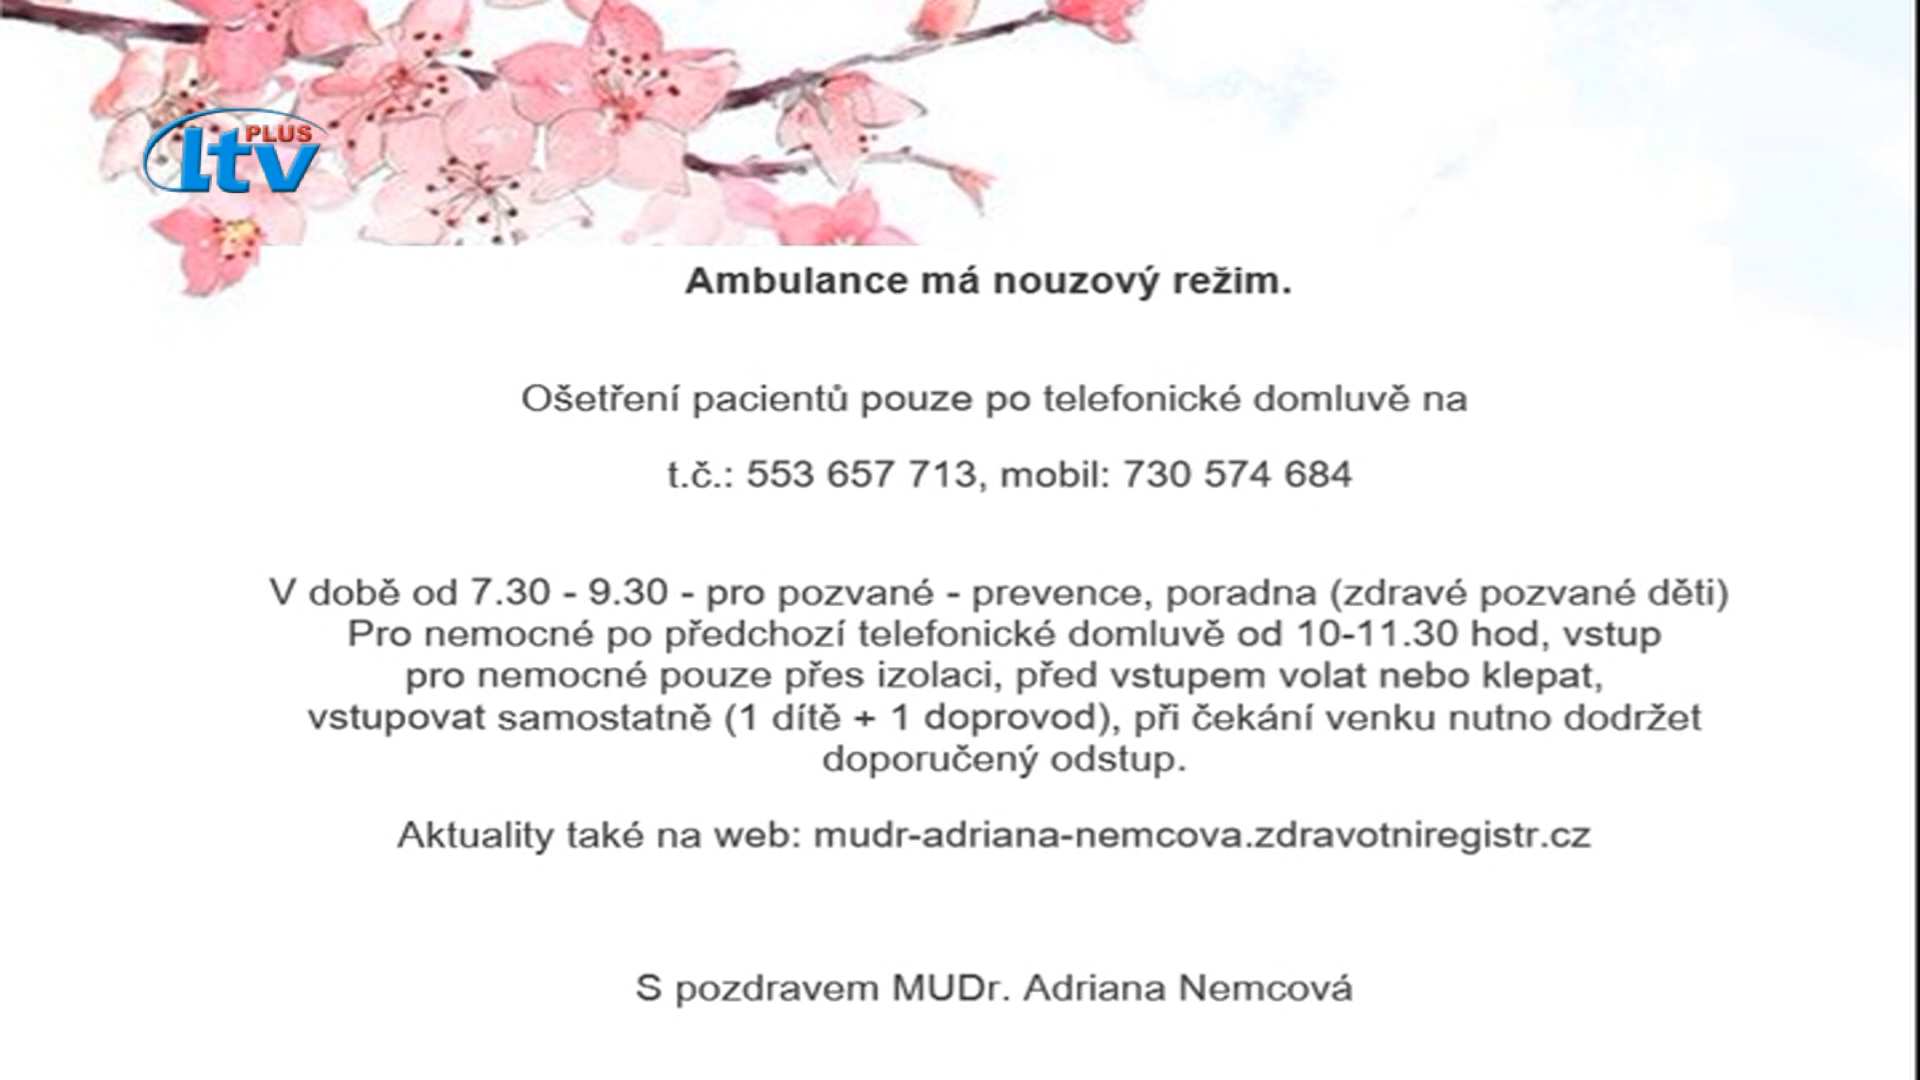 ltv PLUS
Ambulance má nouzový režim.
Ošetření pacientů pouze po telefonické domluvě na
t.č.: 553 657 713, mobil: 730 574 684
V době od 7.30 - 9.30 - pro pozvané - prevence, poradna (zdravé pozvané děti)
Pro nemocné po předchozí telefonické domluvě od 10-11.30 hod, vstup
pro nemocné pouze přes izolaci, před vstupem volat nebo klepat,
vstupovat samostatně (1 dítě + 1 doprovod), při čekání venku nutno dodržet
doporučený odstup.
Aktuality také na web: mudr-adriana-nemcova.zdravotniregistr.cz
S pozdravem MUDr. Adriana Nemcová